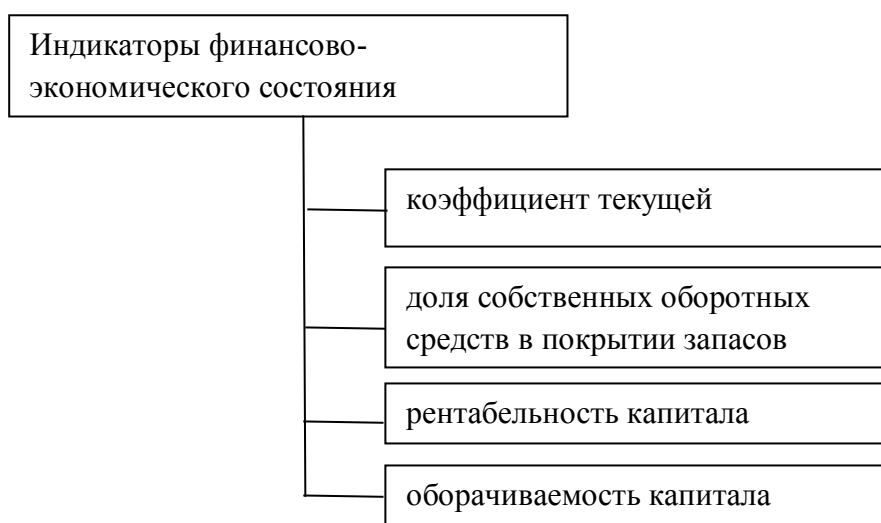 Индикаторы финансово-
экономического состояния
коэффициент текущей
доля собственных оборотных
средств в покрытии запасов
рентабельность капитала
оборачиваемость капитала